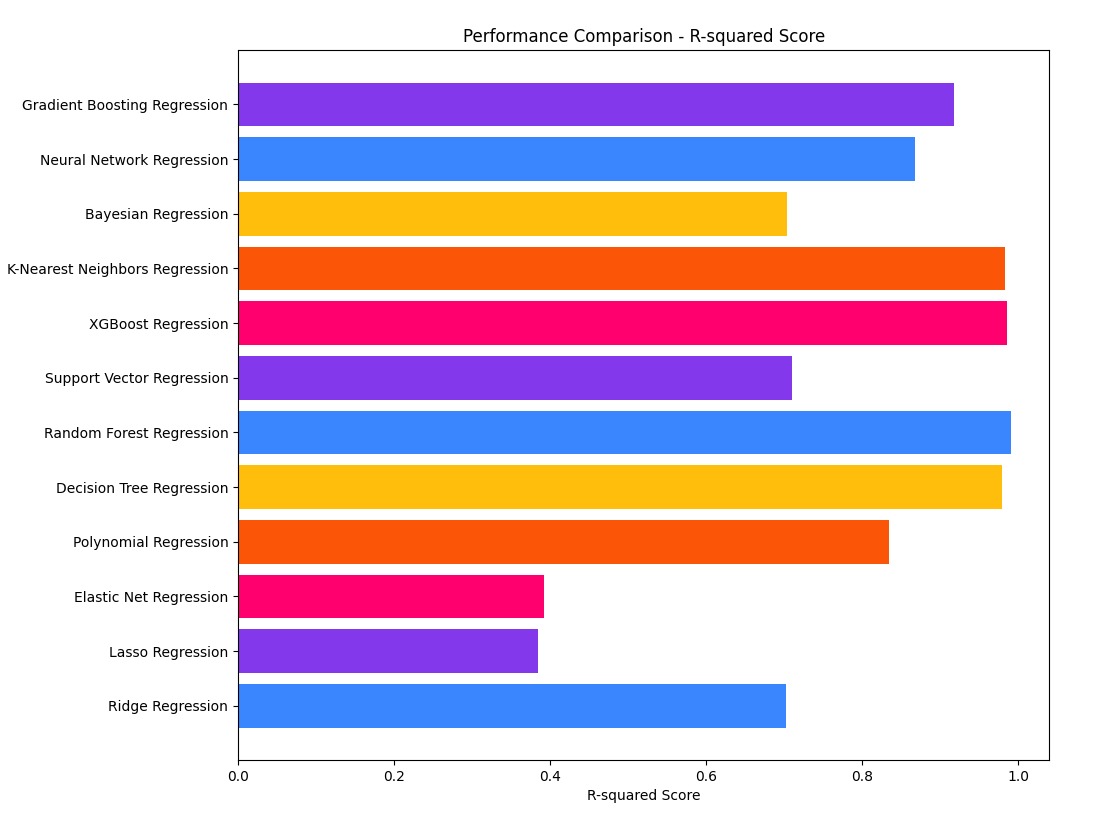 Performance Comparison - R-squared Score
Gradient Boosting Regression
Neural Network Regression
Bayesian Regression
K-Nearest Neighbors Regression
XGBoost Regression
Support Vector Regression
Random Forest Regression
Decision Tree Regression
Polynomial Regression
Elastic Net Regression
Lasso Regression
Ridge Regression
0.0 0.2 0.4 0.6 0.8 1.0
R-squared Score